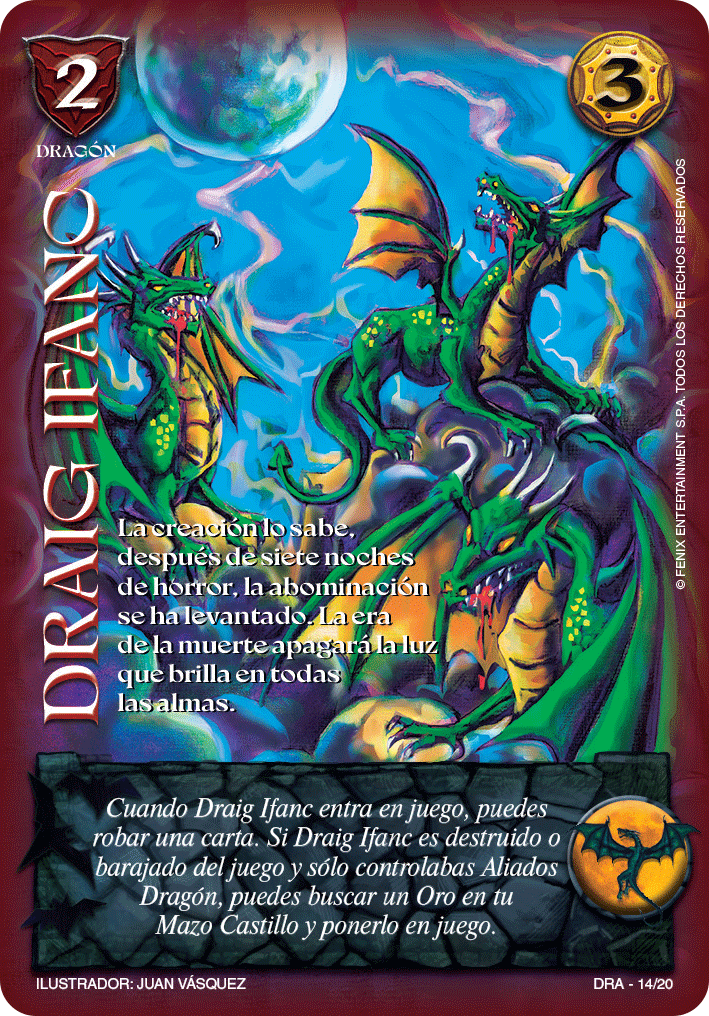 2
3
DRAGÓN
DRAIG IFANC
© FENIX ENTERTAINMENT S.P.A. TODOS LOS DERECHOS RESERVADOS
La creación lo sabe,
después de siete noches
de horror, la abominación
se ha levantado. La era
de la muerte apagará la luz
que brilla en todas
las almas.
Cuando Draig Ifanc entra en juego, puedes
robar una carta. Si Draig Ifanc es destruido o
barajado del juego y sólo controlabas Aliados
Dragón, puedes buscar un Oro en tu
Mazo Castillo y ponerlo en juego.
ILUSTRADOR: JUAN VÁSQUEZ
DRA - 14/20